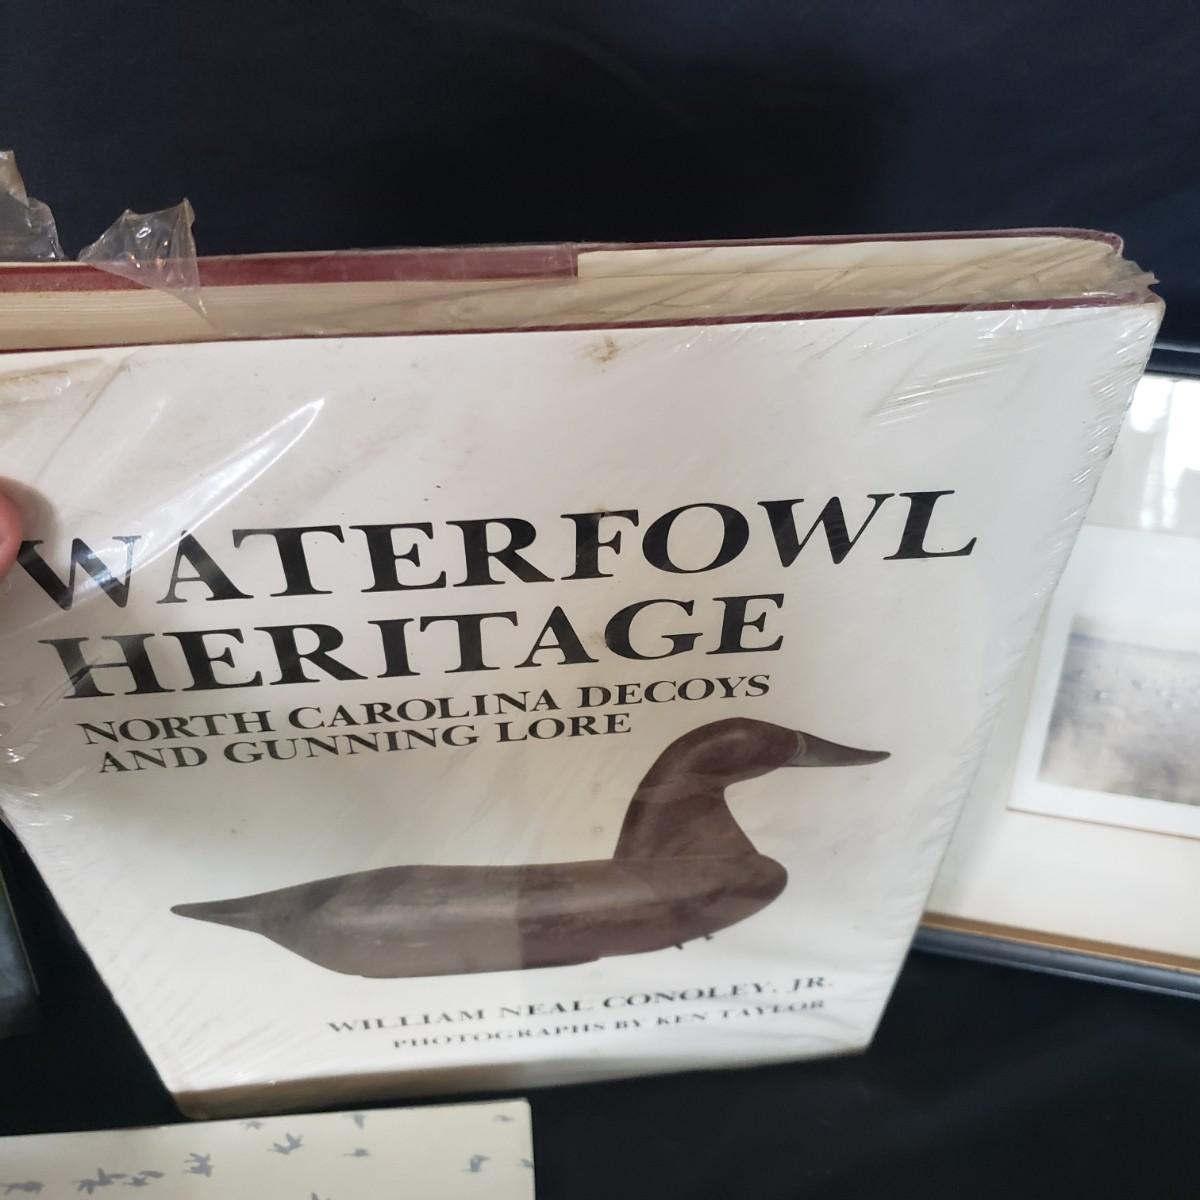 WATERFOWL
HERITAGE
NORTH CAROLINA DECOYS
AND GUNNING LORE
WILLIAM NEAL CONOLEY, JR.
PHOTOGRAPHS BY KEN TAYLOR